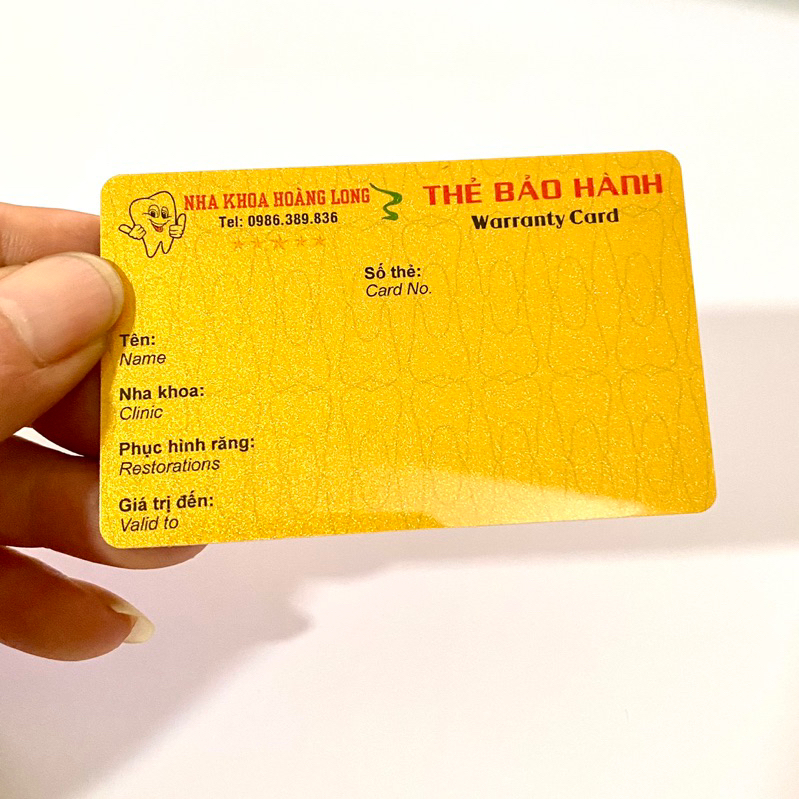 NHA KHOA HOÀNG LONG
Tel: 0986.389.836
THẺ BẢO HÀNH
Warranty Card
Số thẻ:
Card No.
Tên:
Name
Nha khoa:
Clinic
Phục hình răng:
Restorations
Giá trị đến:
Valid to